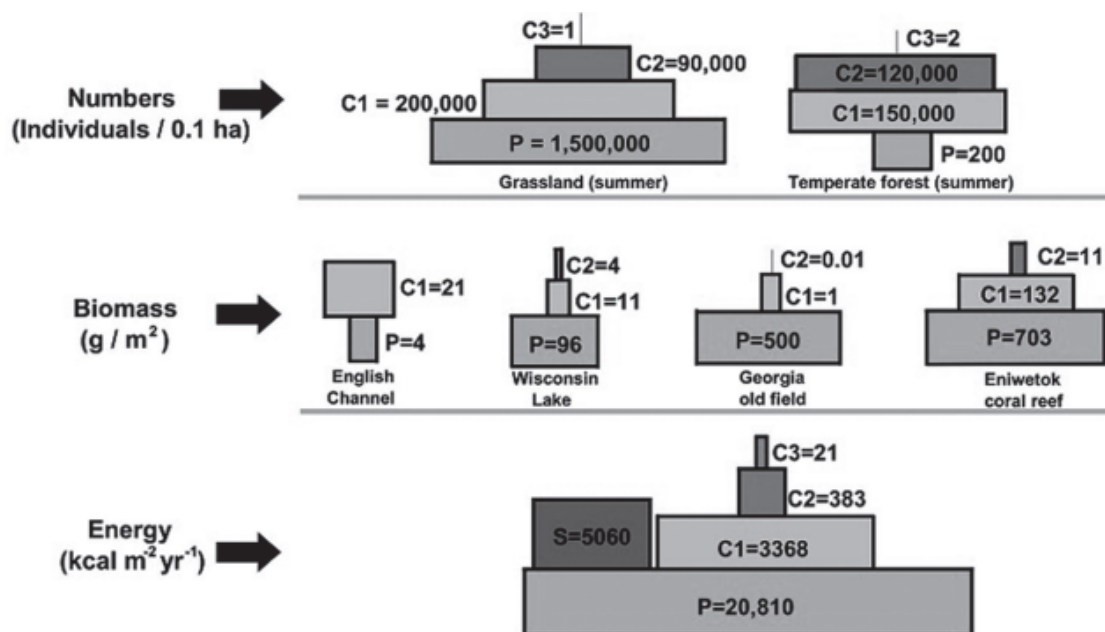 Numbers
(Individuals / 0.1 ha)
C3=1
C2=90,000
C1 = 200,000
P = 1,500,000
Grassland (summer)
C3=2
C2=120,000
C1=150,000
P=200
Temperate forest (summer)
Biomass
(g / m²)
C1=21
P=4
English
Channel
C2=4
C1=11
P=96
Wisconsin
Lake
C2=0.01
C1=1
P=500
Georgia
old field
C2=11
C1=132
P=703
Eniwetok
coral reef
Energy
(kcal m⁻² yr⁻¹)
C3=21
C2=383
S=5060
C1=3368
P=20,810